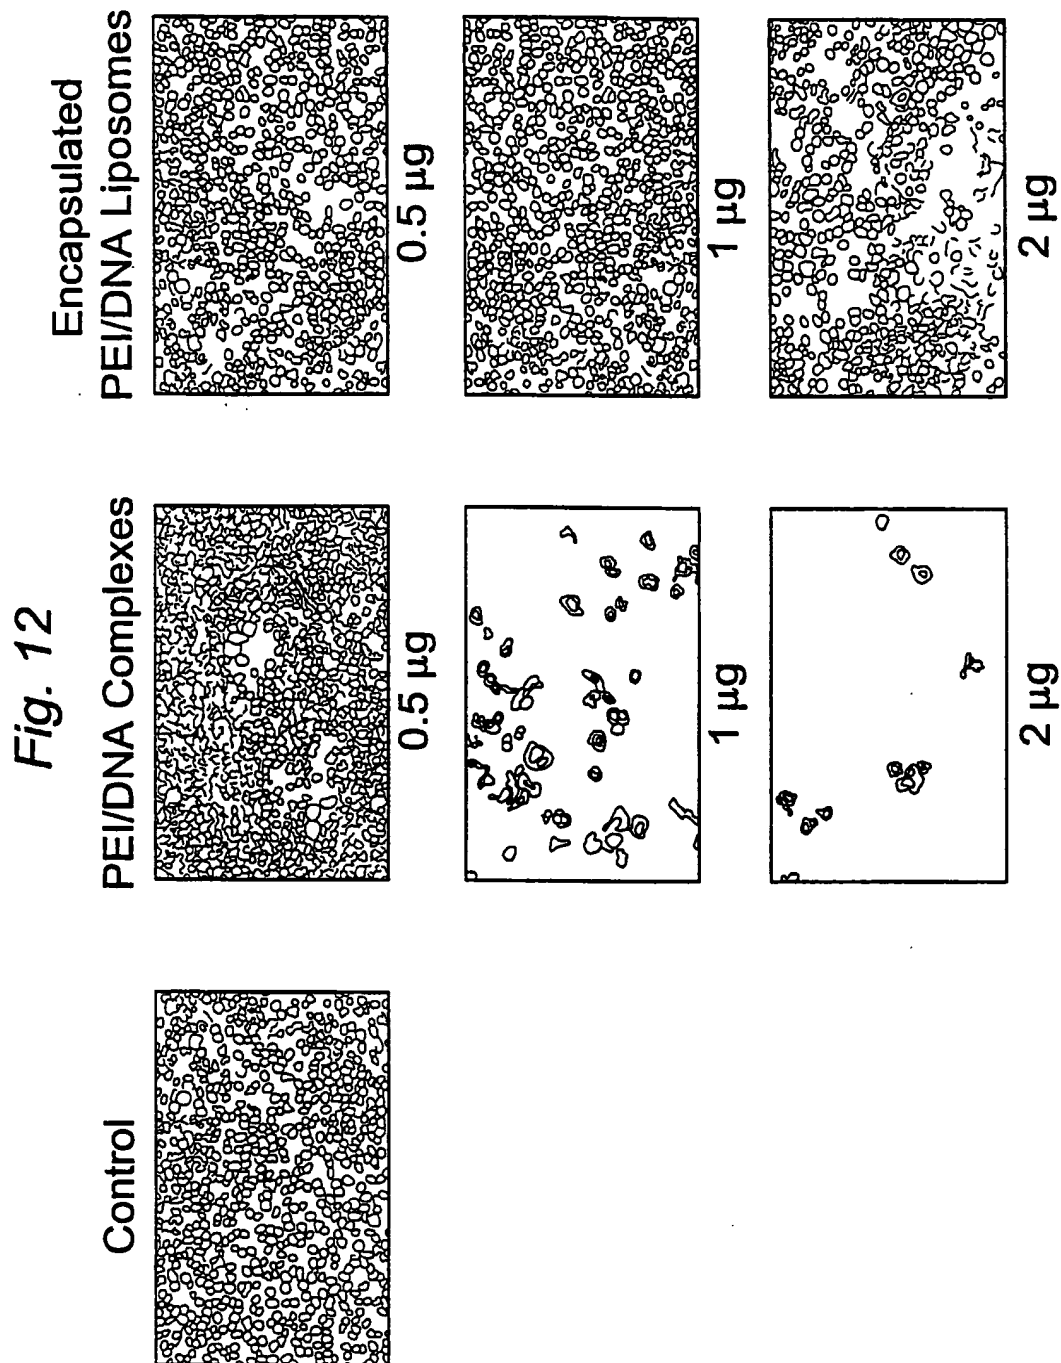 Fig. 12
Control
PEI/DNA Complexes
Encapsulated
PEI/DNA Liposomes
0.5 µg
0.5 µg
1 µg
1 µg
2 µg
2 µg